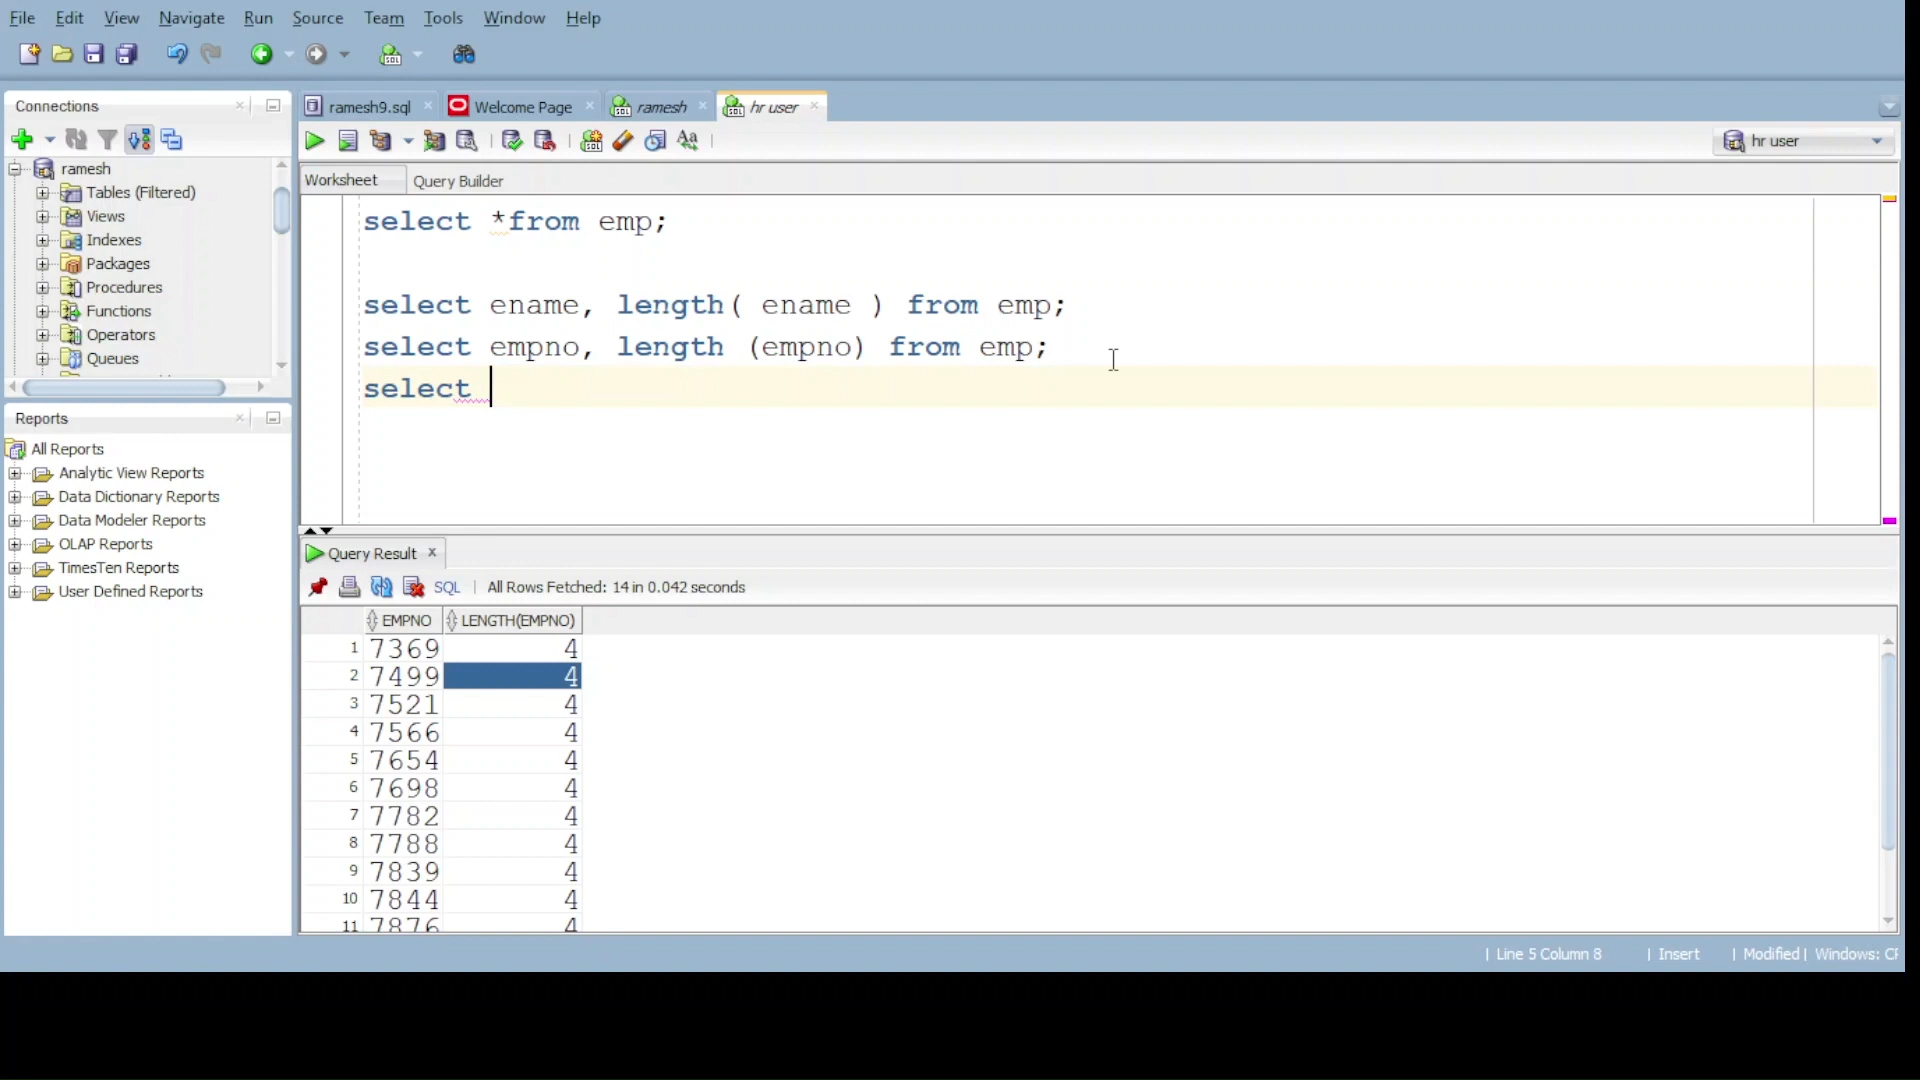 File Edit View Navigate Run Source Team Tools Window Help
Connections
ramesh9.sql Welcome Page ramesh hr user
hr user
ramesh
Tables (Filtered)
Views
Indexes
Packages
Procedures
Functions
Operators
Queues
Worksheet Query Builder
select *from emp;
select ename, length( ename ) from emp;
select empno, length (empno) from emp;
select
Reports
All Reports
Analytic View Reports
Data Dictionary Reports
Data Modeler Reports
OLAP Reports
TimesTen Reports
User Defined Reports
Query Result
SQL | All Rows Fetched: 14 in 0.042 seconds
EMPNO LENGTH(EMPNO)
1 7369 4
2 7499 4
3 7521 4
4 7566 4
5 7654 4
6 7698 4
7 7782 4
8 7788 4
9 7839 4
10 7844 4
11 7876 4
| Line 5 Column 8 | Insert | Modified | Windows: